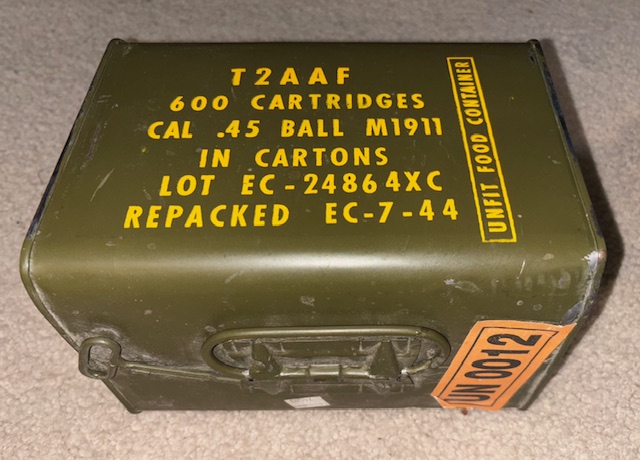 T2AAF
600 CARTRIDGES
CAL .45 BALL M1911
IN CARTONS
LOT EC-24864XC
REPACKED EC-7-44
UNFIT FOOD CONTAINER
UN 0012